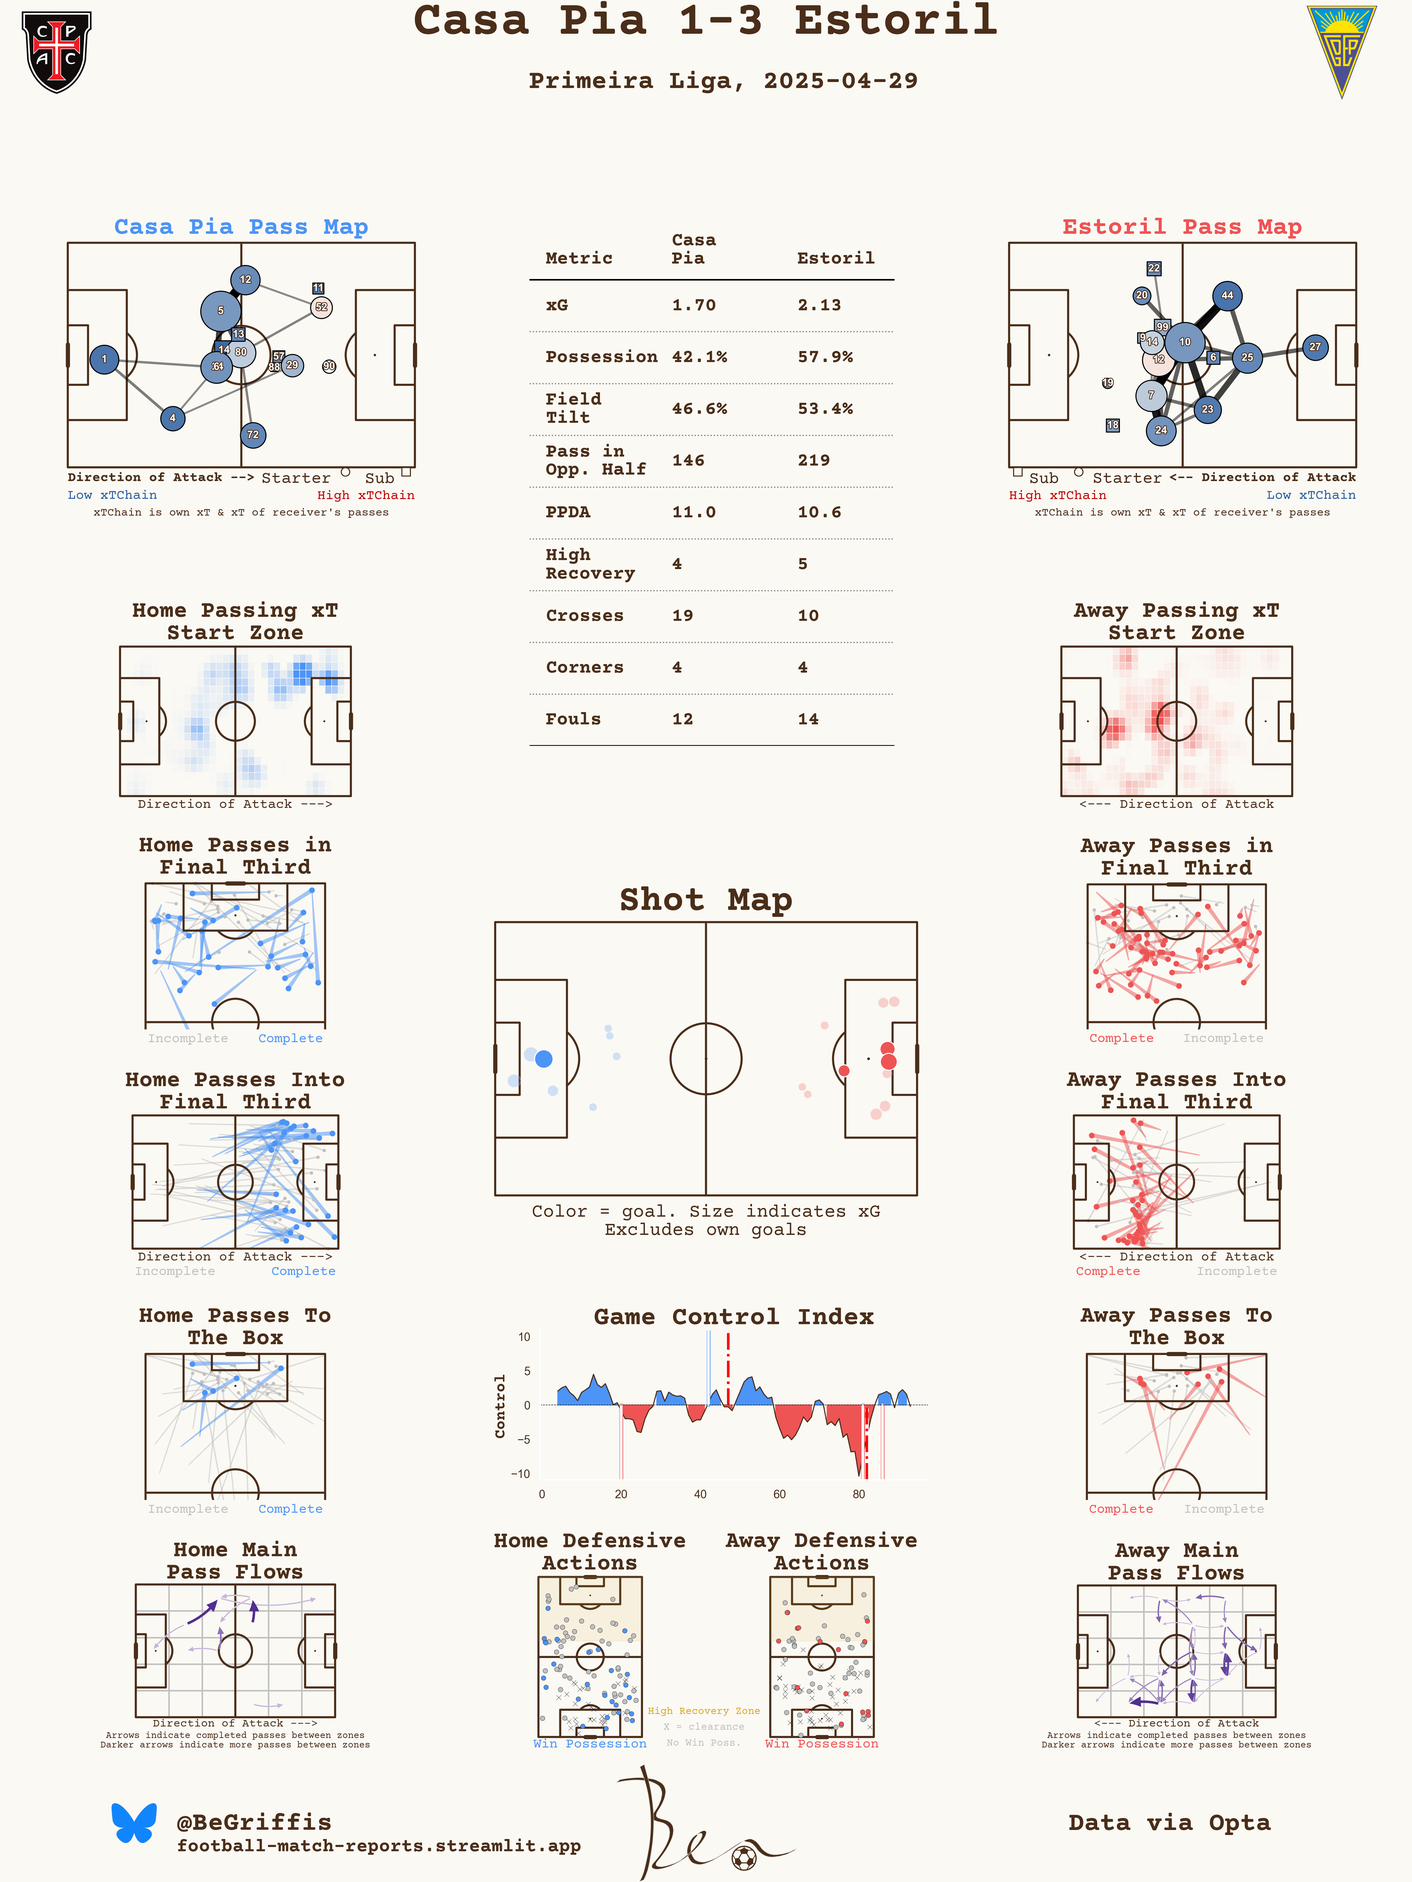 Casa Pia 1-3 Estoril
Primeira Liga, 2025-04-29
C P
A C
Casa Pia Pass Map
12
11
52
5
13
14
80
57
88
29
90
1
4
72
Direction of Attack --> Starter Sub
Low xTChain High xTChain
xTChain is own xT & xT of receiver's passes
Metric Casa Pia Estoril
xG 1.70 2.13
Possession 42.1% 57.9%
Field Tilt 46.6% 53.4%
Pass in Opp. Half 146 219
PPDA 11.0 10.6
High Recovery 4 5
Crosses 19 10
Corners 4 4
Fouls 12 14
Estoril Pass Map
22
20
44
99
9
14
10
12
6
25
27
19
7
23
18
24
Sub Starter <-- Direction of Attack
High xTChain Low xTChain
xTChain is own xT & xT of receiver's passes
Home Passing xT
Start Zone
Direction of Attack --->
Away Passing xT
Start Zone
<--- Direction of Attack
Home Passes in
Final Third
Incomplete Complete
Away Passes in
Final Third
Complete Incomplete
Shot Map
Color = goal. Size indicates xG
Excludes own goals
Home Passes Into
Final Third
Direction of Attack --->
Incomplete Complete
Away Passes Into
Final Third
<--- Direction of Attack
Complete Incomplete
Home Passes To
The Box
Incomplete Complete
Game Control Index
Control
10
5
0
−5
−10
0 20 40 60 80
Away Passes To
The Box
Complete Incomplete
Home Main
Pass Flows
Direction of Attack --->
Arrows indicate completed passes between zones
Darker arrows indicate more passes between zones
Home Defensive
Actions
Win Possession
Away Defensive
Actions
Win Possession
High Recovery Zone
X = clearance
No Win Poss.
Away Main
Pass Flows
<--- Direction of Attack
Arrows indicate completed passes between zones
Darker arrows indicate more passes between zones
@BeGriffis
football-match-reports.streamlit.app
Ben
Data via Opta